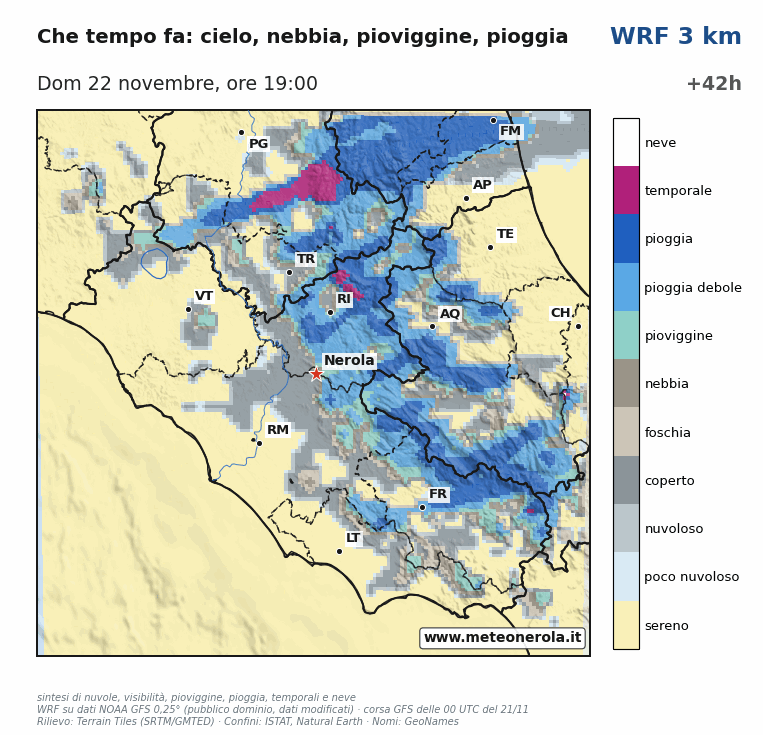 Che tempo fa: cielo, nebbia, pioviggine, pioggia
WRF 3 km
Dom 22 novembre, ore 19:00
+42h
PG
FM
AP
TE
TR
VT
RI
AQ
CH
Nerola
RM
FR
LT
www.meteonerola.it
neve
temporale
pioggia
pioggia debole
pioviggine
nebbia
foschia
coperto
nuvoloso
poco nuvoloso
sereno
sintesi di nuvole, visibilità, pioviggine, pioggia, temporali e neve
WRF su dati NOAA GFS 0,25° (pubblico dominio, dati modificati) · corsa GFS delle 00 UTC del 21/11
Rilievo: Terrain Tiles (SRTM/GMTED) · Confini: ISTAT, Natural Earth · Nomi: GeoNames